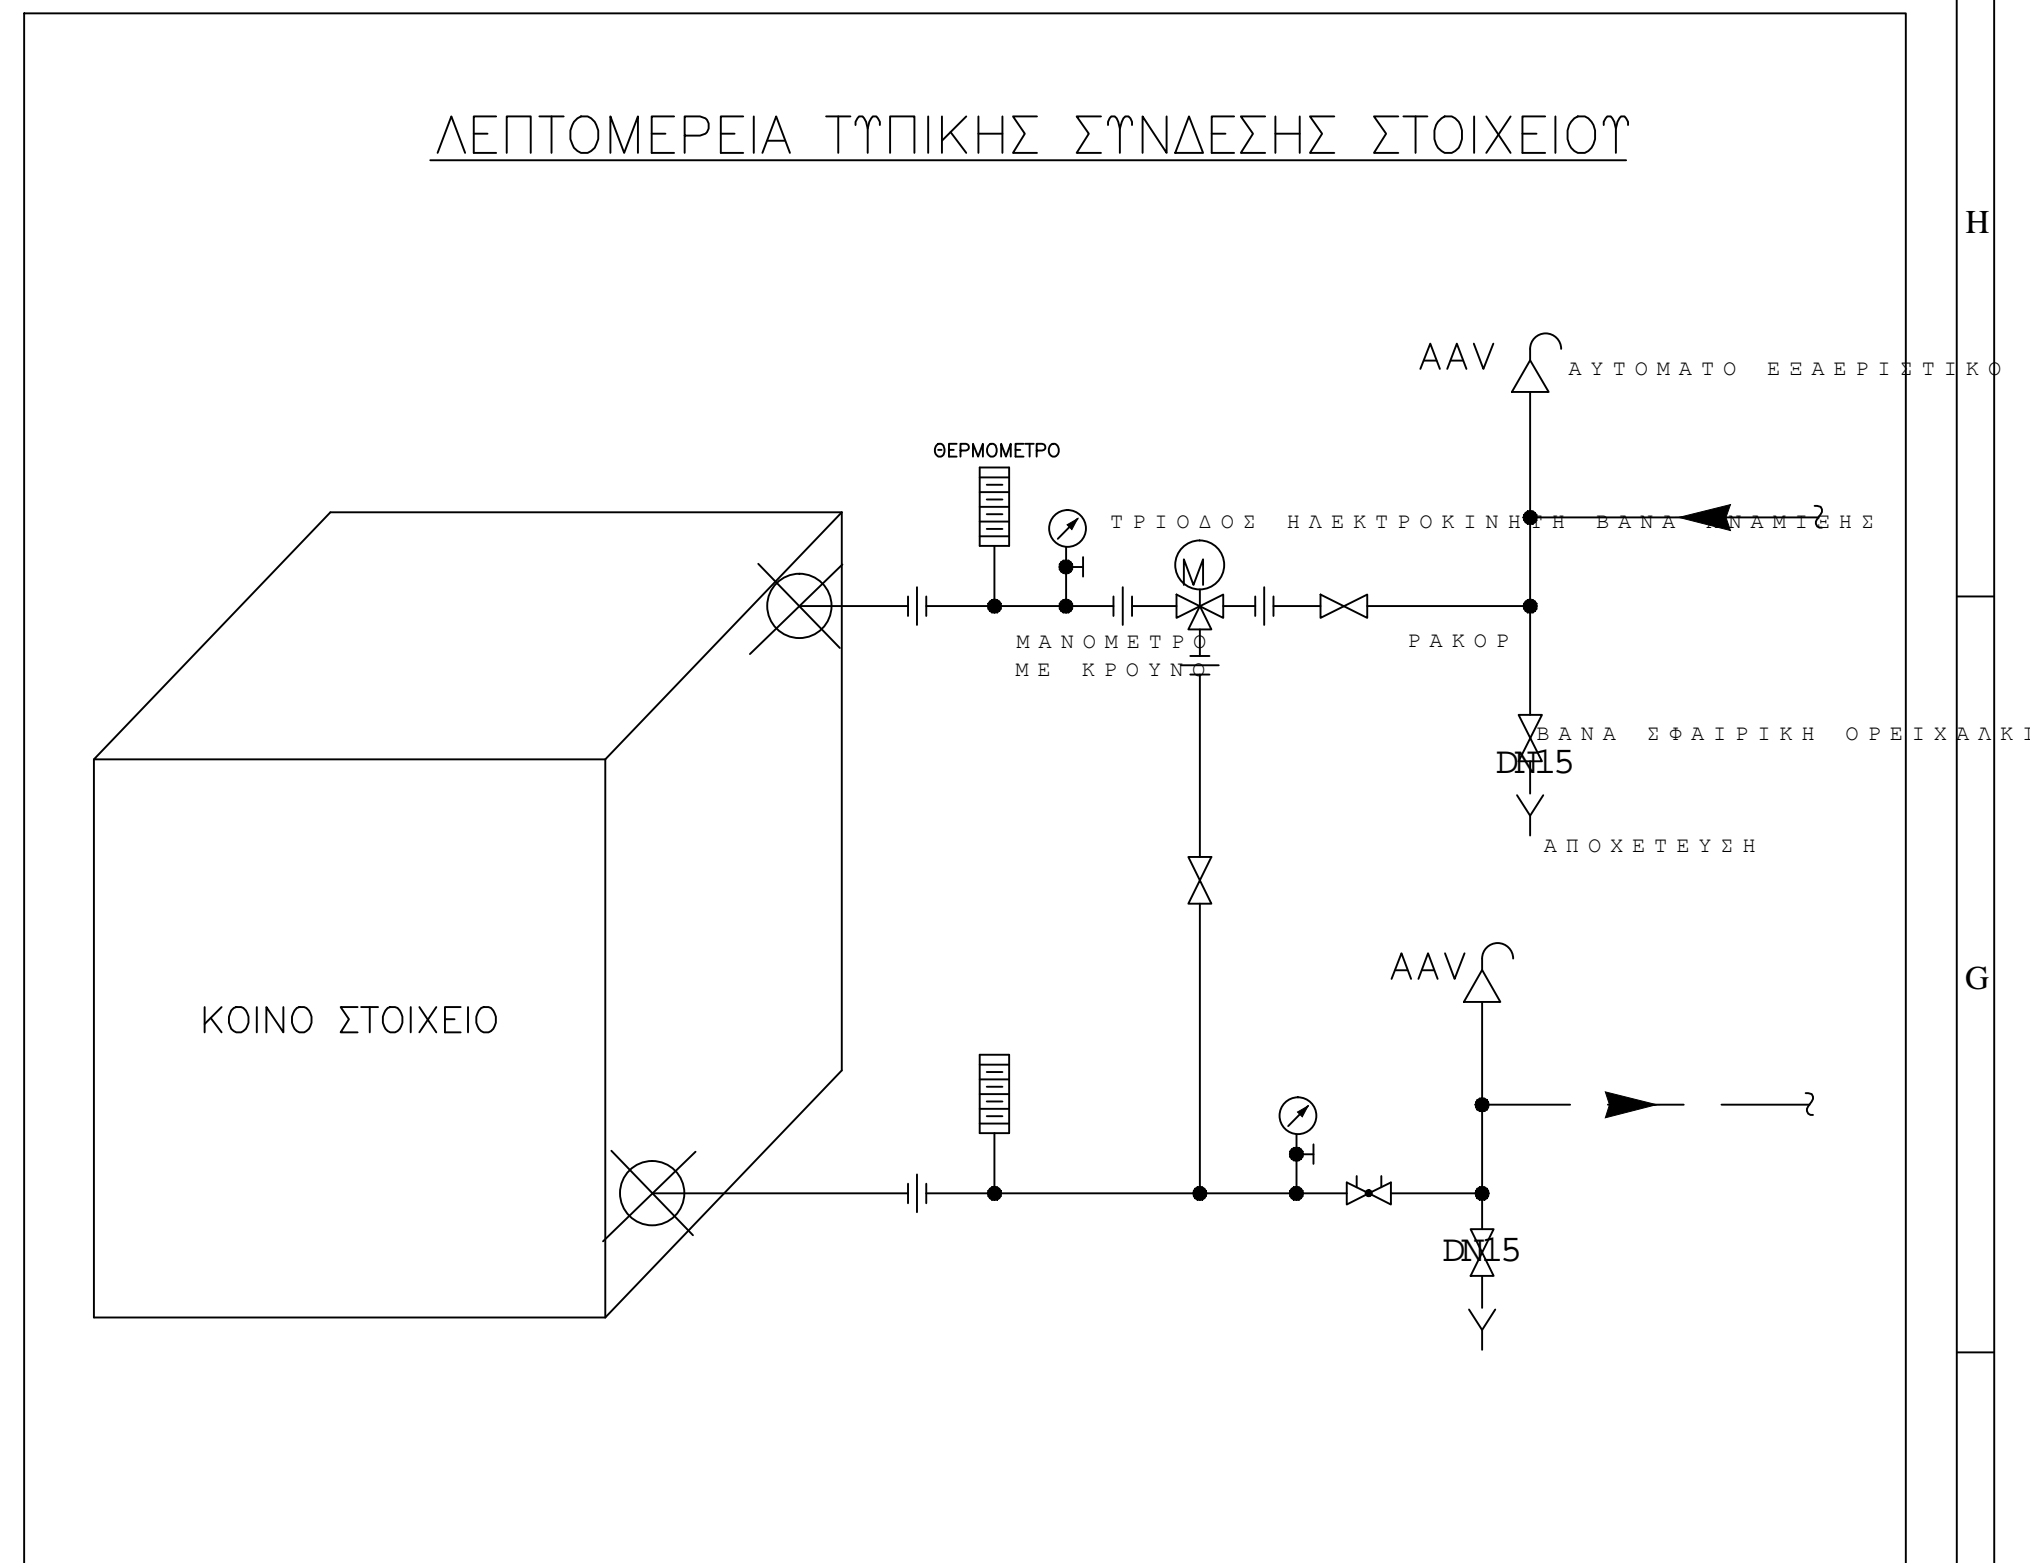 ΛΕΠΤΟΜΕΡΕΙΑ ΤΥΠΙΚΗΣ ΣΥΝΔΕΣΗΣ ΣΤΟΙΧΕΙΟΥ
H
AAV
ΑΥΤΟΜΑΤΟ ΕΞΑΕΡΙΣΤΙΚΟ
ΘΕΡΜΟΜΕΤΡΟ
ΤΡΙΟΔΟΣ ΗΛΕΚΤΡΟΚΙΝΗΤΗ ΒΑΝΑ ΑΝΑΜΙΞΗΣ
M
ΜΑΝΟΜΕΤΡΟ
ΜΕ ΚΡΟΥΝΟ
ΡΑΚΟΡ
ΒΑΝΑ ΣΦΑΙΡΙΚΗ ΟΡΕΙΧΑΛΚΙ
DN15
ΑΠΟΧΕΤΕΥΣΗ
AAV
G
ΚΟΙΝΟ ΣΤΟΙΧΕΙΟ
DN15